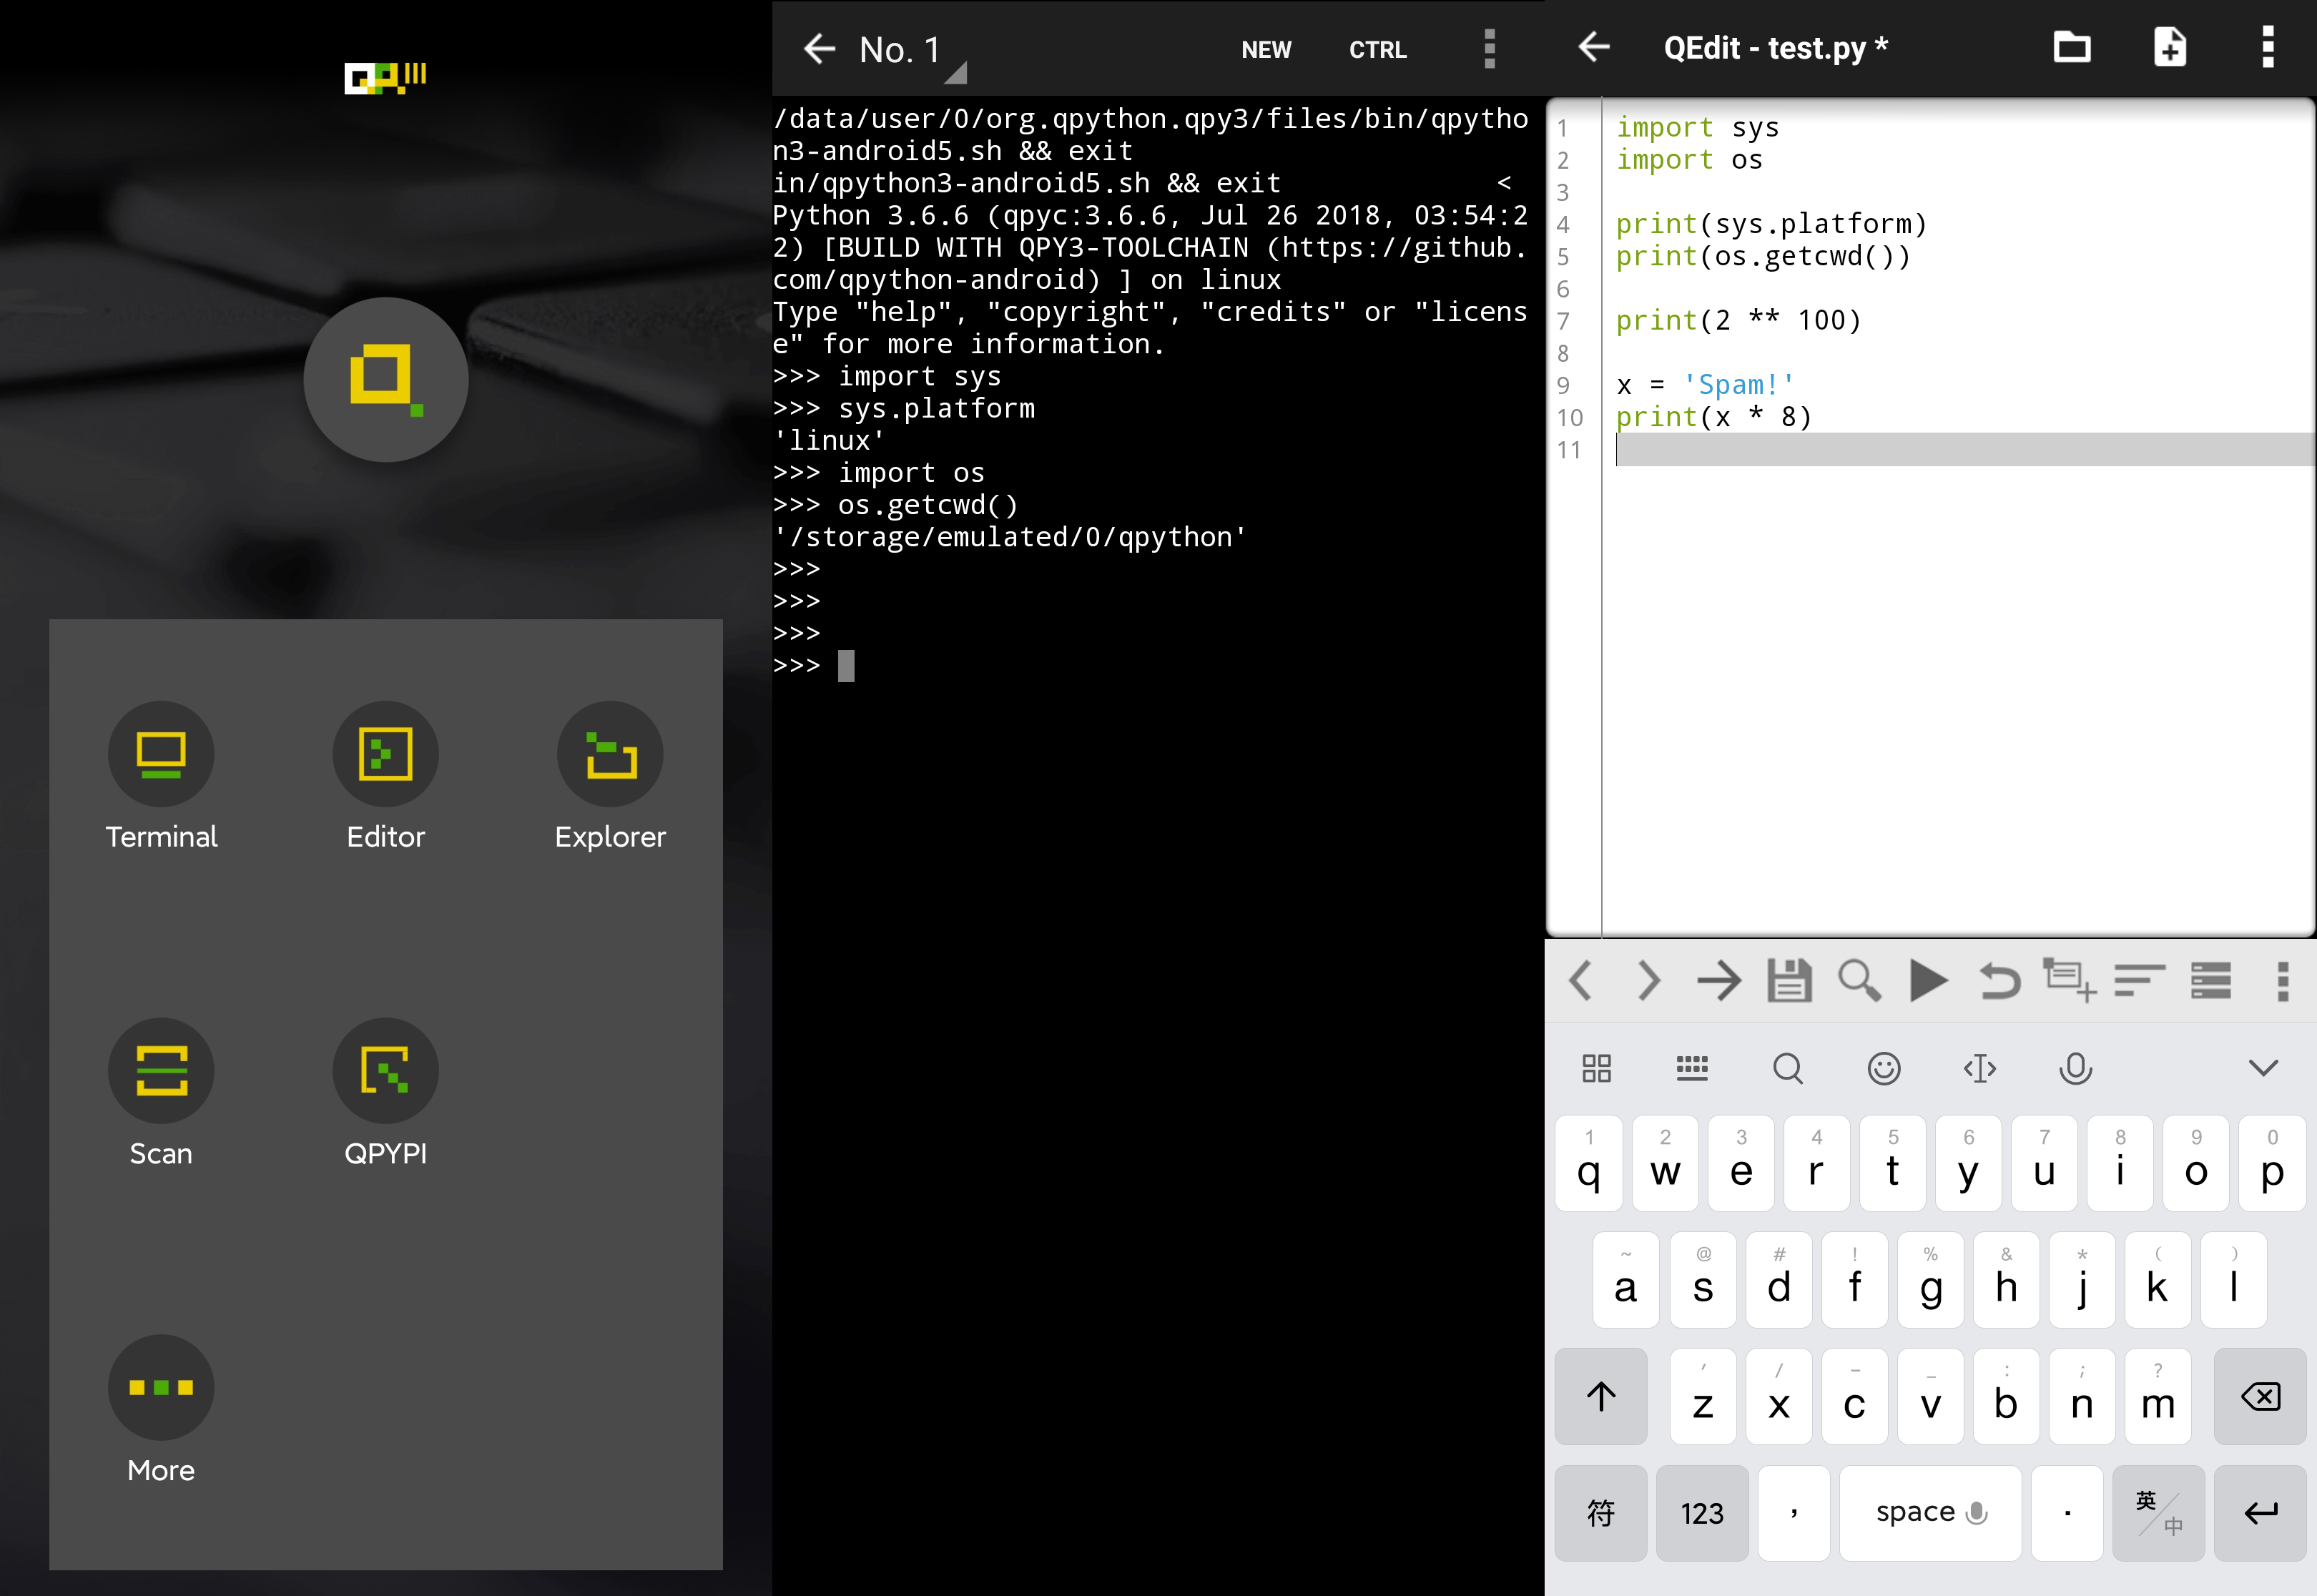 Terminal
Editor
Explorer
Scan
QPYPI
More
No. 1
NEW
CTRL
/data/user/0/org.qpython.qpy3/files/bin/qpytho
n3-android5.sh && exit
in/qpython3-android5.sh && exit             <
Python 3.6.6 (qpyc:3.6.6, Jul 26 2018, 03:54:2
2) [BUILD WITH QPY3-TOOLCHAIN (https://github.
com/qpython-android) ] on linux
Type "help", "copyright", "credits" or "licens
e" for more information.
>>> import sys
>>> sys.platform
'linux'
>>> import os
>>> os.getcwd()
'/storage/emulated/0/qpython'
>>>
>>>
>>>
>>>
QEdit - test.py *
1 import sys
2 import os
3
4 print(sys.platform)
5 print(os.getcwd())
6
7 print(2 ** 100)
8
9 x = 'Spam!'
10 print(x * 8)
11
1 2 3 4 5 6 7 8 9 0
q w e r t y u i o p
~ @ # ! % & * ( )
a s d f g h j k l
' / - _ : ; ?
z x c v b n m
符 123 , space . 英/中